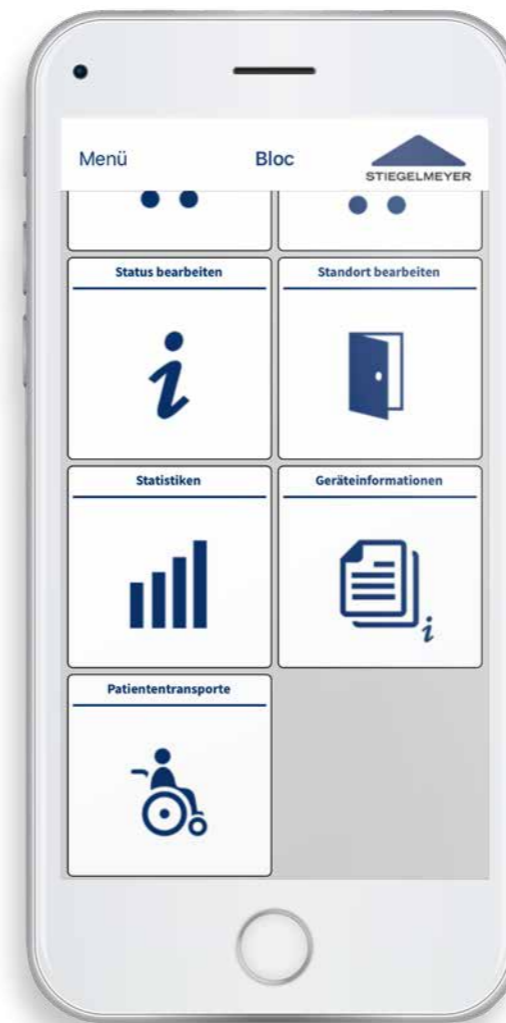 Menü
Bloc
STIEGELMEYER
Status bearbeiten
Standort bearbeiten
i
Statistiken
Geräteinformationen
i
Patiententransporte